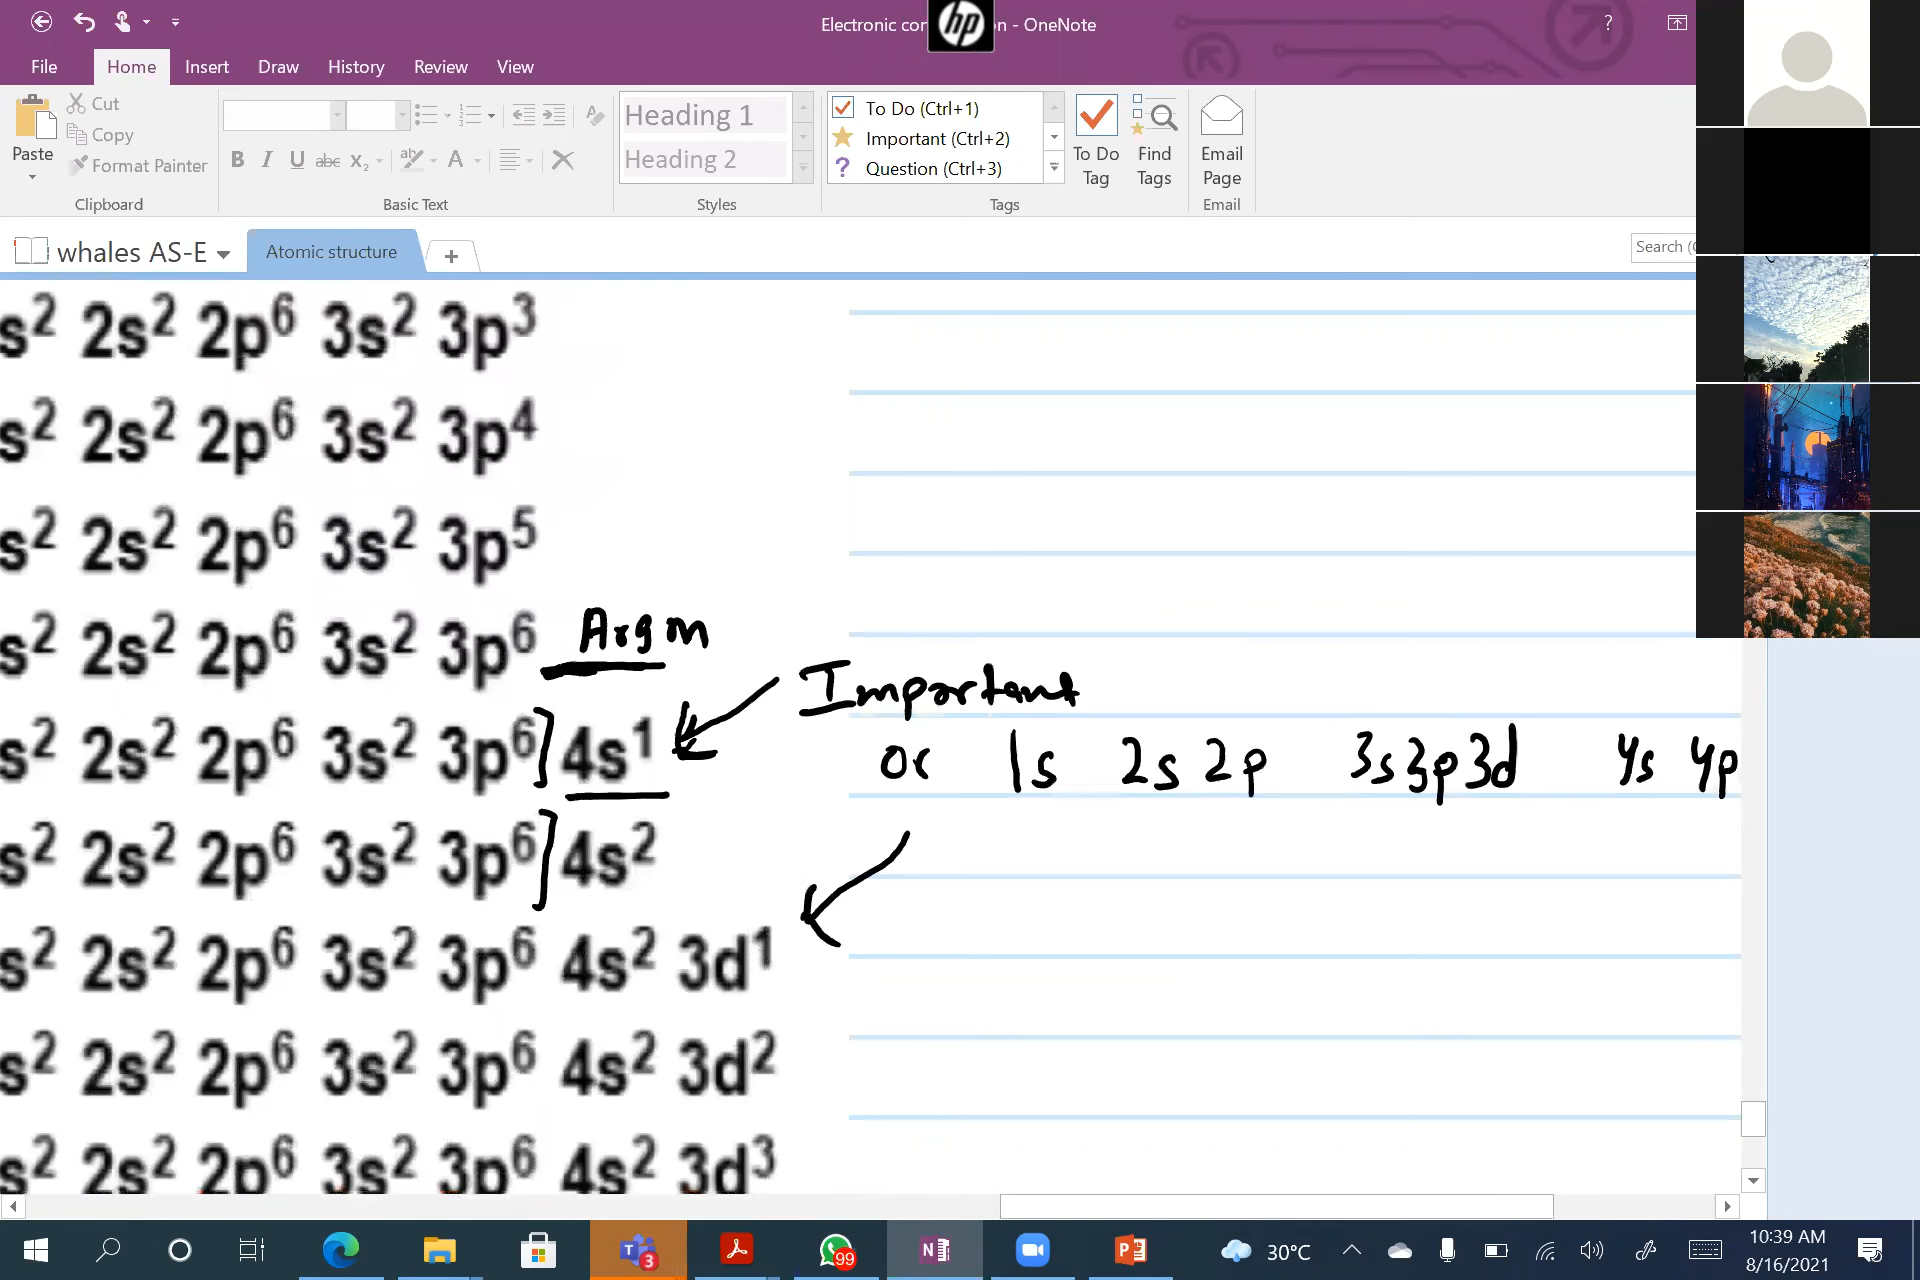 Electronic con n - OneNote
?
File Home Insert Draw History Review View
Paste
Cut
Copy
Format Painter
Clipboard
B I U abc X₂ ab A
Basic Text
Heading 1
Heading 2
Styles
To Do (Ctrl+1)
Important (Ctrl+2)
? Question (Ctrl+3)
Tags
To Do Tag
Find Tags
Email Page
Email
whales AS-E
Atomic structure
+
Search (
s² 2s² 2p⁶ 3s² 3p³
s² 2s² 2p⁶ 3s² 3p⁴
s² 2s² 2p⁶ 3s² 3p⁵
s² 2s² 2p⁶ 3s² 3p⁶ Argon
Important
s² 2s² 2p⁶ 3s² 3p⁶] 4s¹ or 1s 2s 2p 3s 3p 3d 4s 4p
s² 2s² 2p⁶ 3s² 3p⁶] 4s²
s² 2s² 2p⁶ 3s² 3p⁶ 4s² 3d¹
s² 2s² 2p⁶ 3s² 3p⁶ 4s² 3d²
s² 2s² 2p⁶ 3s² 3p⁶ 4s² 3d³
3
99
30°C
10:39 AM
8/16/2021